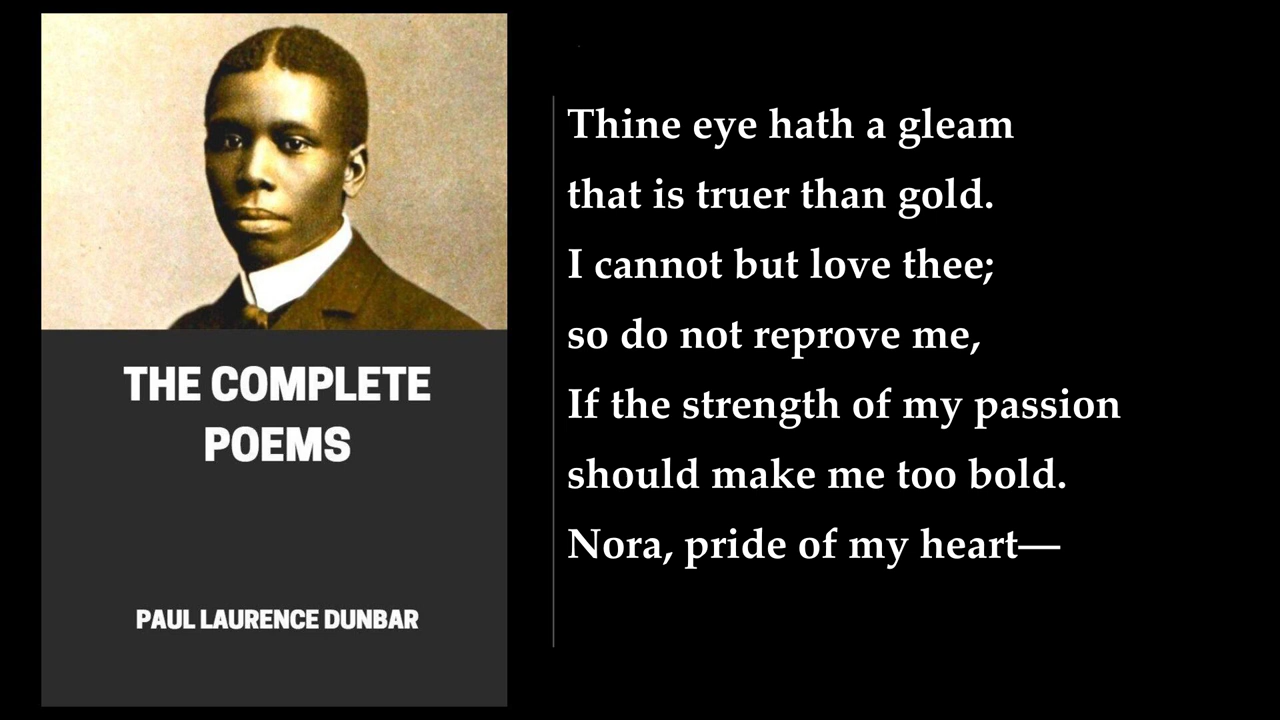 THE COMPLETE
POEMS
PAUL LAURENCE DUNBAR
Thine eye hath a gleam
that is truer than gold.
I cannot but love thee;
so do not reprove me,
If the strength of my passion
should make me too bold.
Nora, pride of my heart—